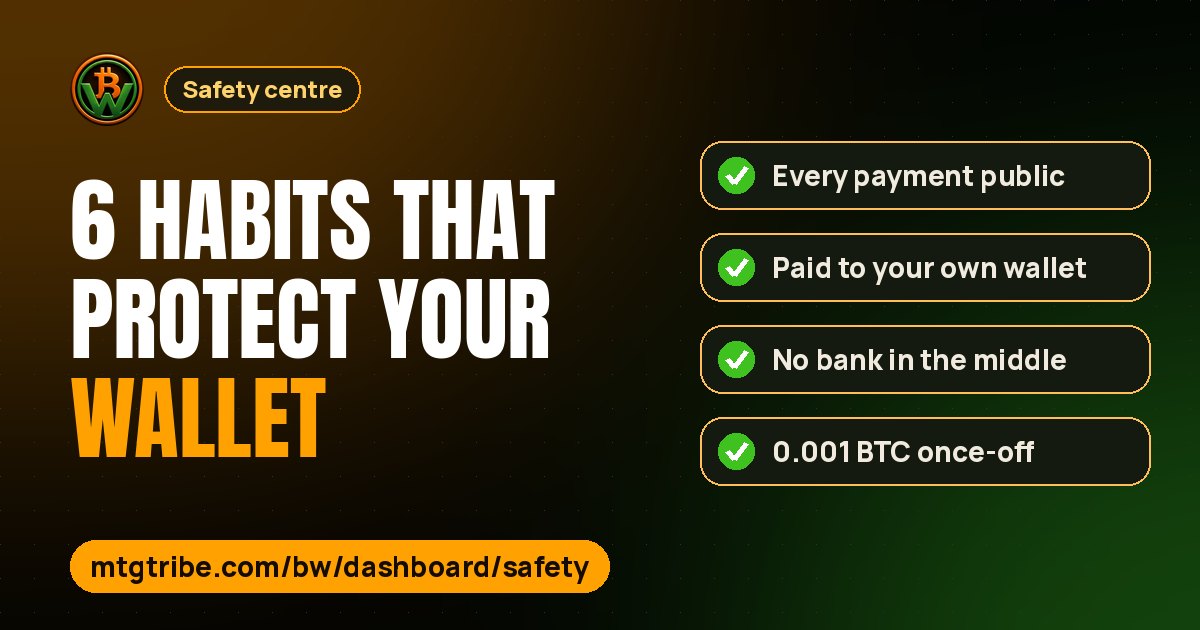 Safety centre
6 HABITS THAT
PROTECT YOUR
WALLET
Every payment public
Paid to your own wallet
No bank in the middle
0.001 BTC once-off
mtgtribe.com/bw/dashboard/safety